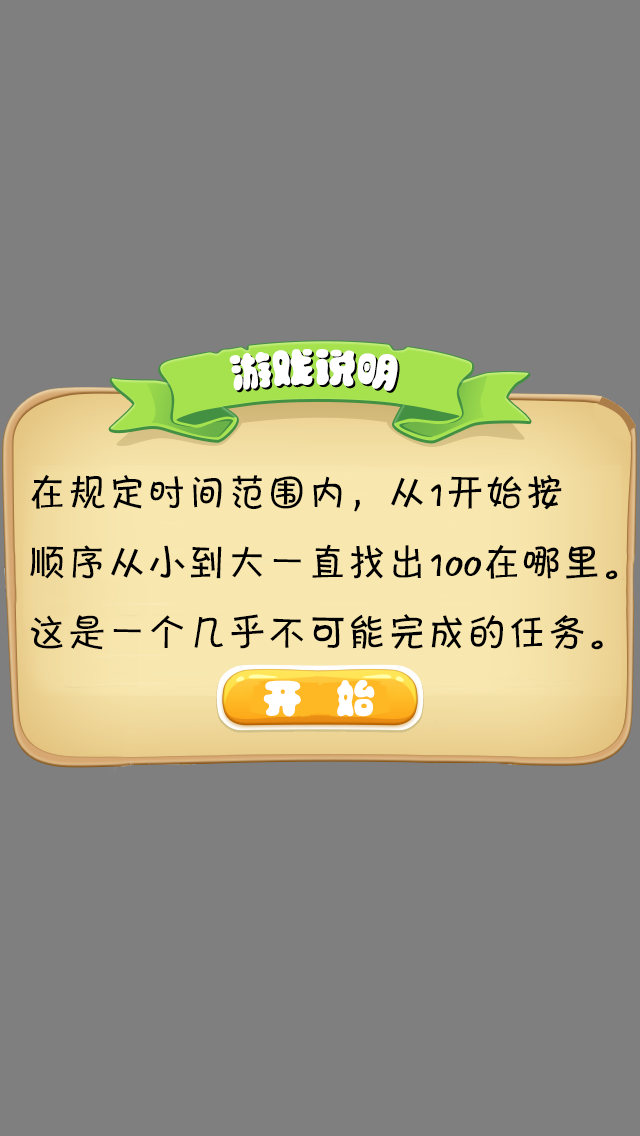 游戏说明
在规定时间范围内，从1开始按
顺序从小到大一直找出100在哪里。
这是一个几乎不可能完成的任务。
开 始